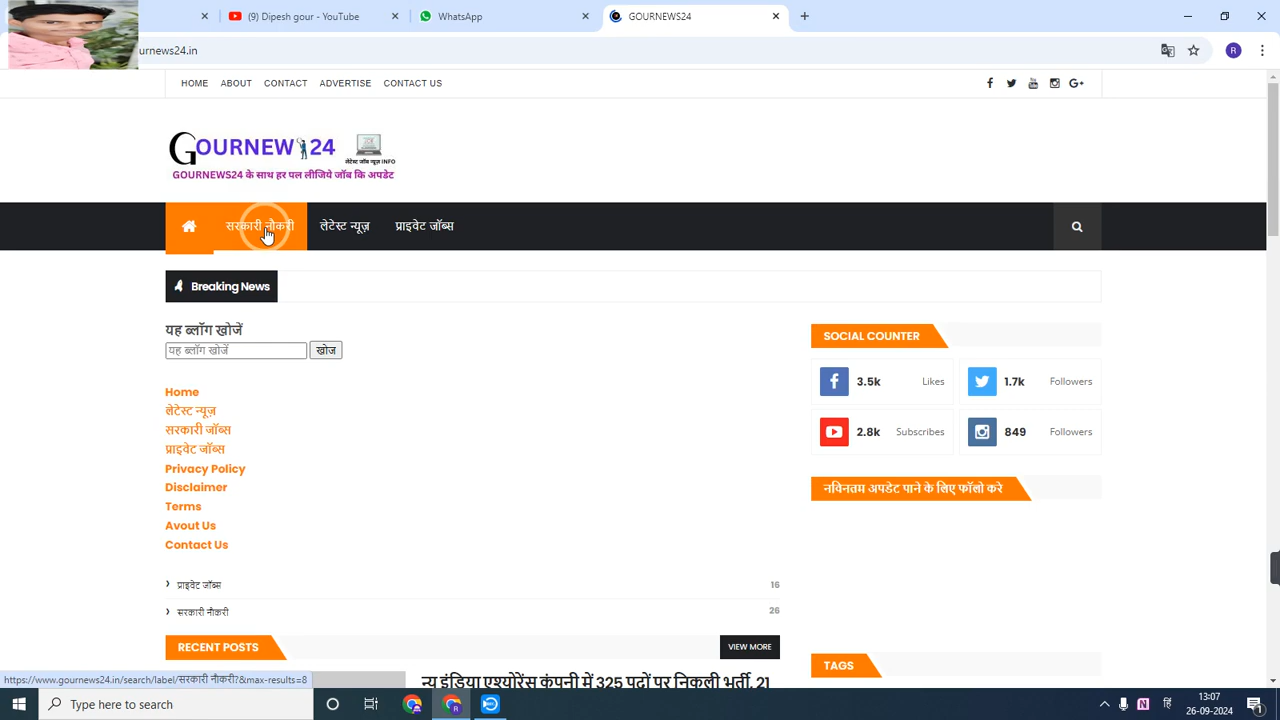 (2) Dipesh gour - YouTube
WhatsApp
GOURNEWS24
urnews24.in
R
HOME ABOUT CONTACT ADVERTISE CONTACT US
GOURNEW 24
लेटेस्ट जॉब न्यूज़ INFO
GOURNEWS24 के साथ हर पल लीजिये जॉब कि अपडेट
सरकारी नौकरी लेटेस्ट न्यूज़ प्राइवेट जॉब्स
Breaking News
यह ब्लॉग खोजें
यह ब्लॉग खोजें खोज
Home
लेटेस्ट न्यूज़
सरकारी जॉब्स
प्राइवेट जॉब्स
Privacy Policy
Disclaimer
Terms
Avout Us
Contact Us
प्राइवेट जॉब्स 16
सरकारी नौकरी 26
RECENT POSTS VIEW MORE
न्यू इंडिया एश्योरेंस कंपनी में 325 पदों पर निकली भर्ती, 21
SOCIAL COUNTER
3.5k Likes
1.7k Followers
2.8k Subscribes
849 Followers
नविनतम अपडेट पाने के लिए फॉलो करे
TAGS
https://www.gournews24.in/search/label/सरकारी नौकरी?&max-results=8
Type here to search
13:07
26-09-2024